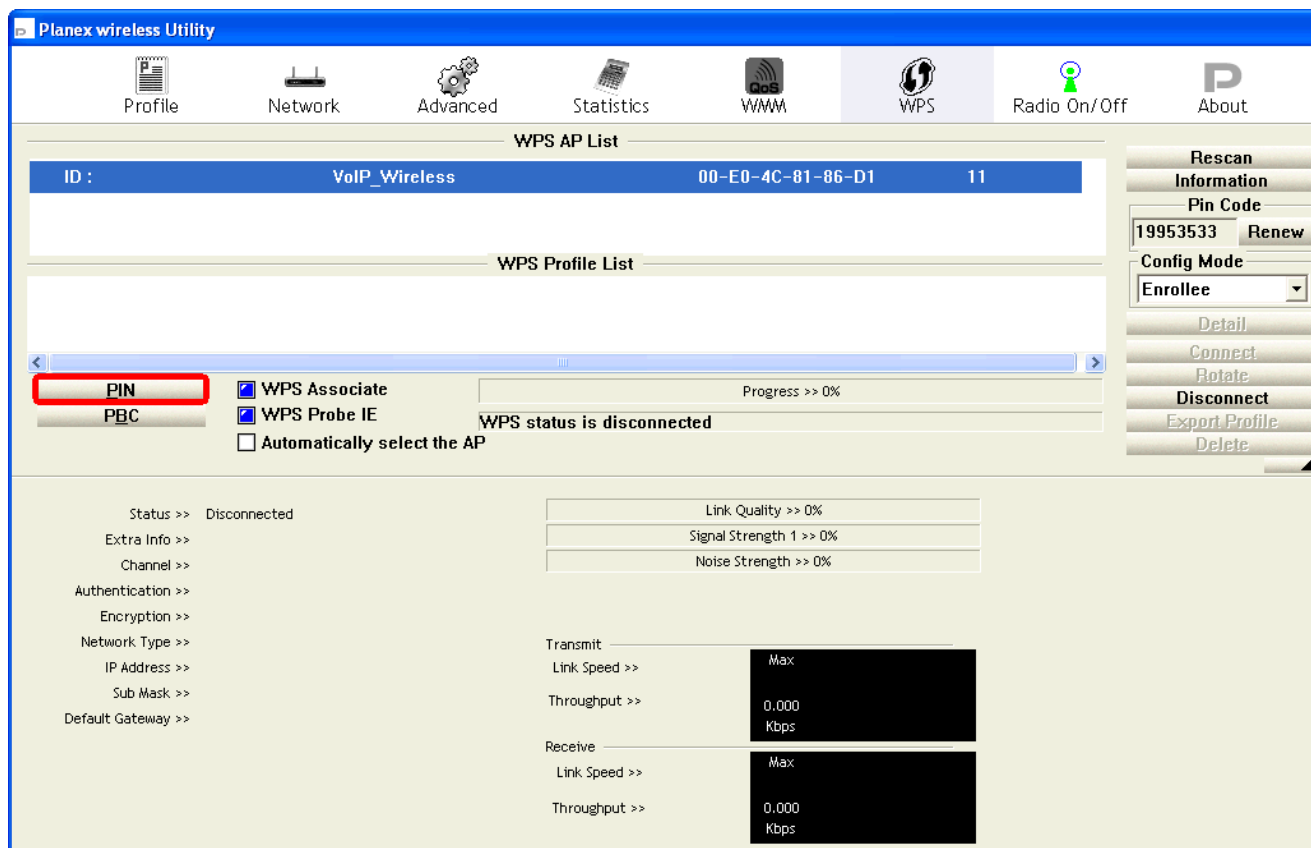 Planex wireless Utility
Profile Network Advanced Statistics WMM WPS Radio On/Off About
QoS
WPS AP List
ID : VoIP_Wireless 00-E0-4C-81-86-D1 11
Rescan
Information
Pin Code
19953533 Renew
WPS Profile List
Config Mode
Enrollee
Detail
Connect
Rotate
Disconnect
Export Profile
Delete
PIN WPS Associate Progress >> 0%
PBC WPS Probe IE WPS status is disconnected
Automatically select the AP
Status >> Disconnected
Extra Info >>
Channel >>
Authentication >>
Encryption >>
Network Type >>
IP Address >>
Sub Mask >>
Default Gateway >>
Link Quality >> 0%
Signal Strength 1 >> 0%
Noise Strength >> 0%
Transmit
Link Speed >> Max
Throughput >> 0.000
Kbps
Receive
Link Speed >> Max
Throughput >> 0.000
Kbps